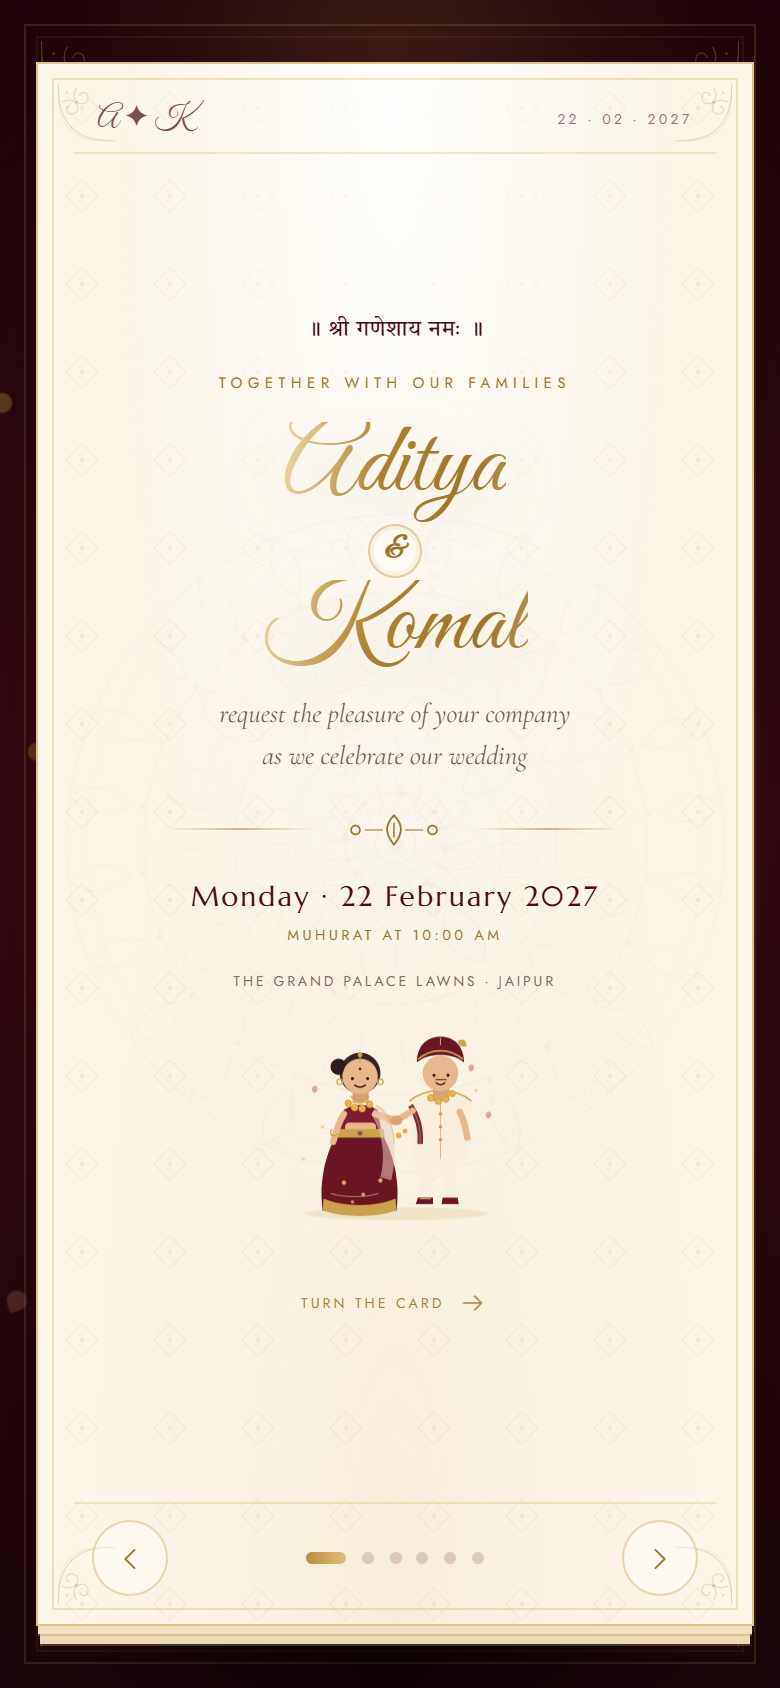 A ✦ K
22 · 02 · 2027
॥ श्री गणेशाय नमः ॥
TOGETHER WITH OUR FAMILIES
Aditya
&
Komal
request the pleasure of your company
as we celebrate our wedding
Monday · 22 February 2027
MUHURAT AT 10:00 AM
THE GRAND PALACE LAWNS · JAIPUR
TURN THE CARD →